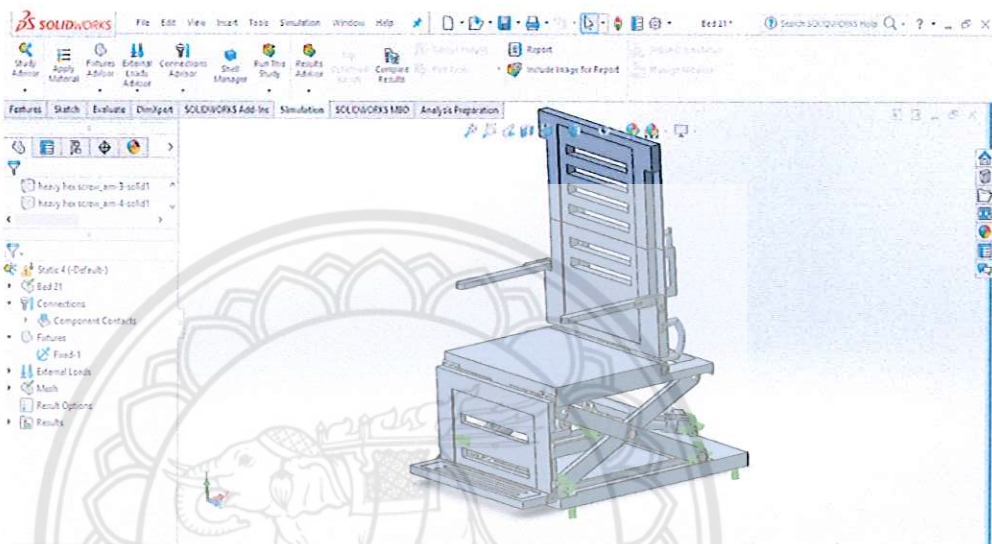 SOLIDWORKS File Edit View Insert Tools Simulation Window Help Bed 21 * Search SOLIDWORKS Help
Study Advisor
Apply Material
Fixtures Advisor
External Loads Advisor
Connections Advisor
Shell Manager
Run This Study
Results Advisor
Compare Results
Report
Include Image for Report
Features Sketch Evaluate DimXpert SOLIDWORKS Add-Ins Simulation SOLIDWORKS MBD Analysis Preparation
heavy hex screw_am-3-solid1
heavy hex screw_am-4-solid1
Static 4 (-Default-)
Bed 21
Connections
Component Contacts
Fixtures
Fixed-1
External Loads
Mesh
Result Options
Results